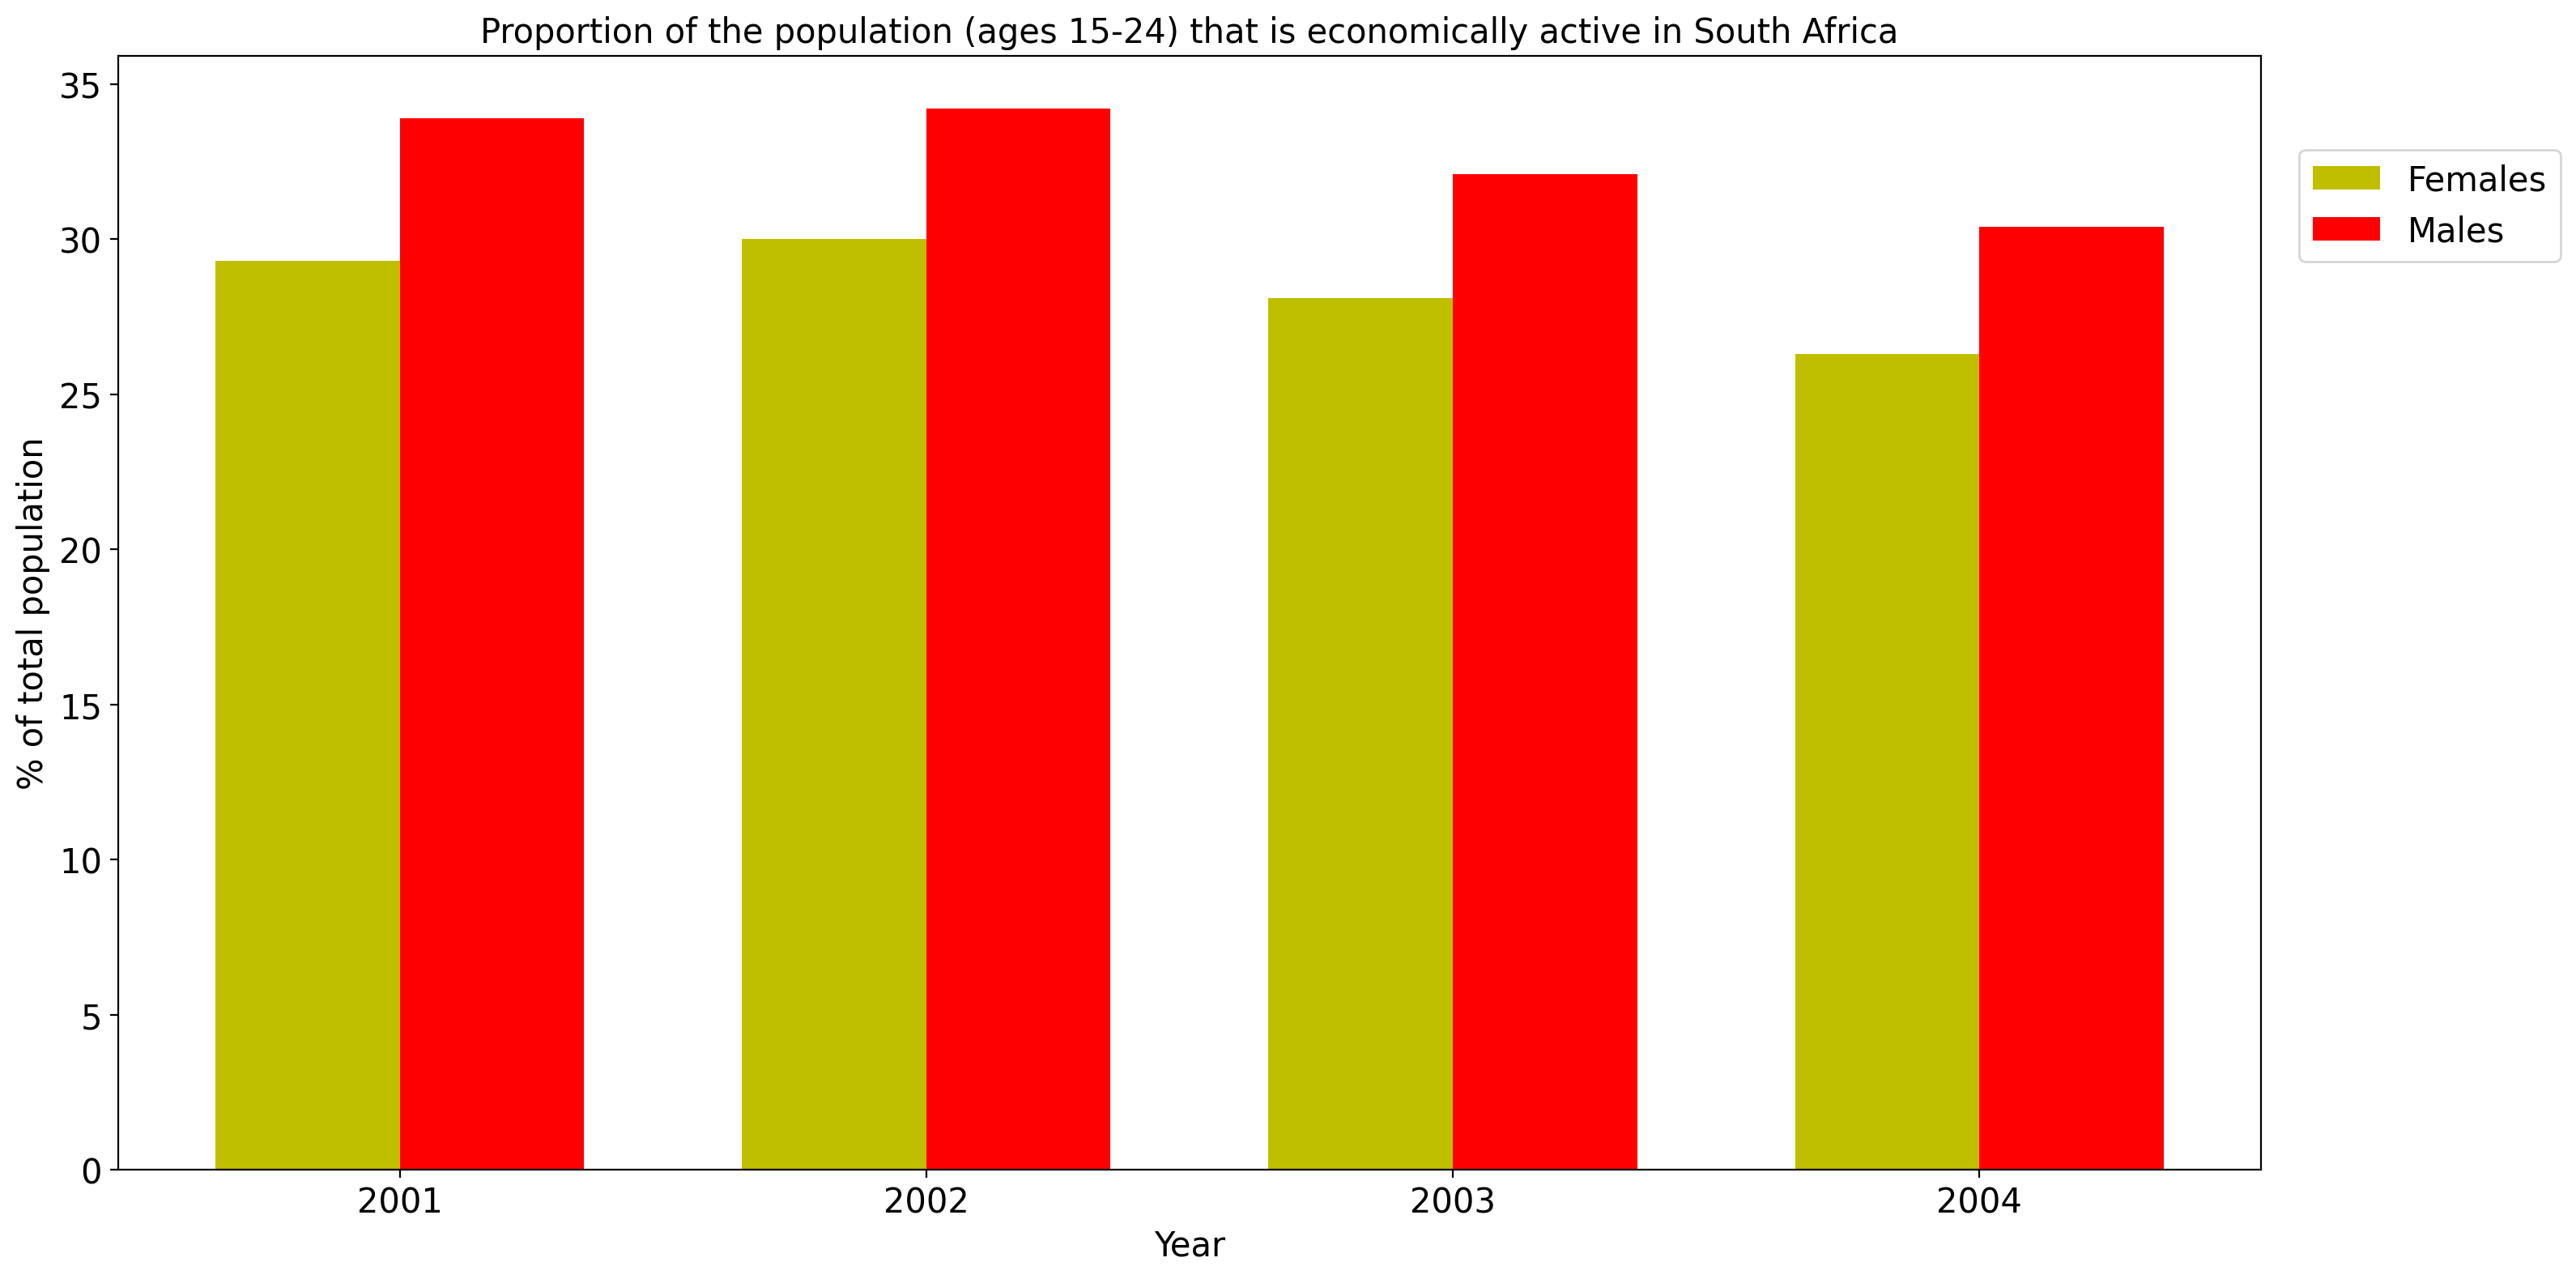 Proportion of the population (ages 15-24) that is economically active in South Africa
35
30
25
20
15
10
5
0
% of total population
2001 2002 2003 2004
Year
Females
Males